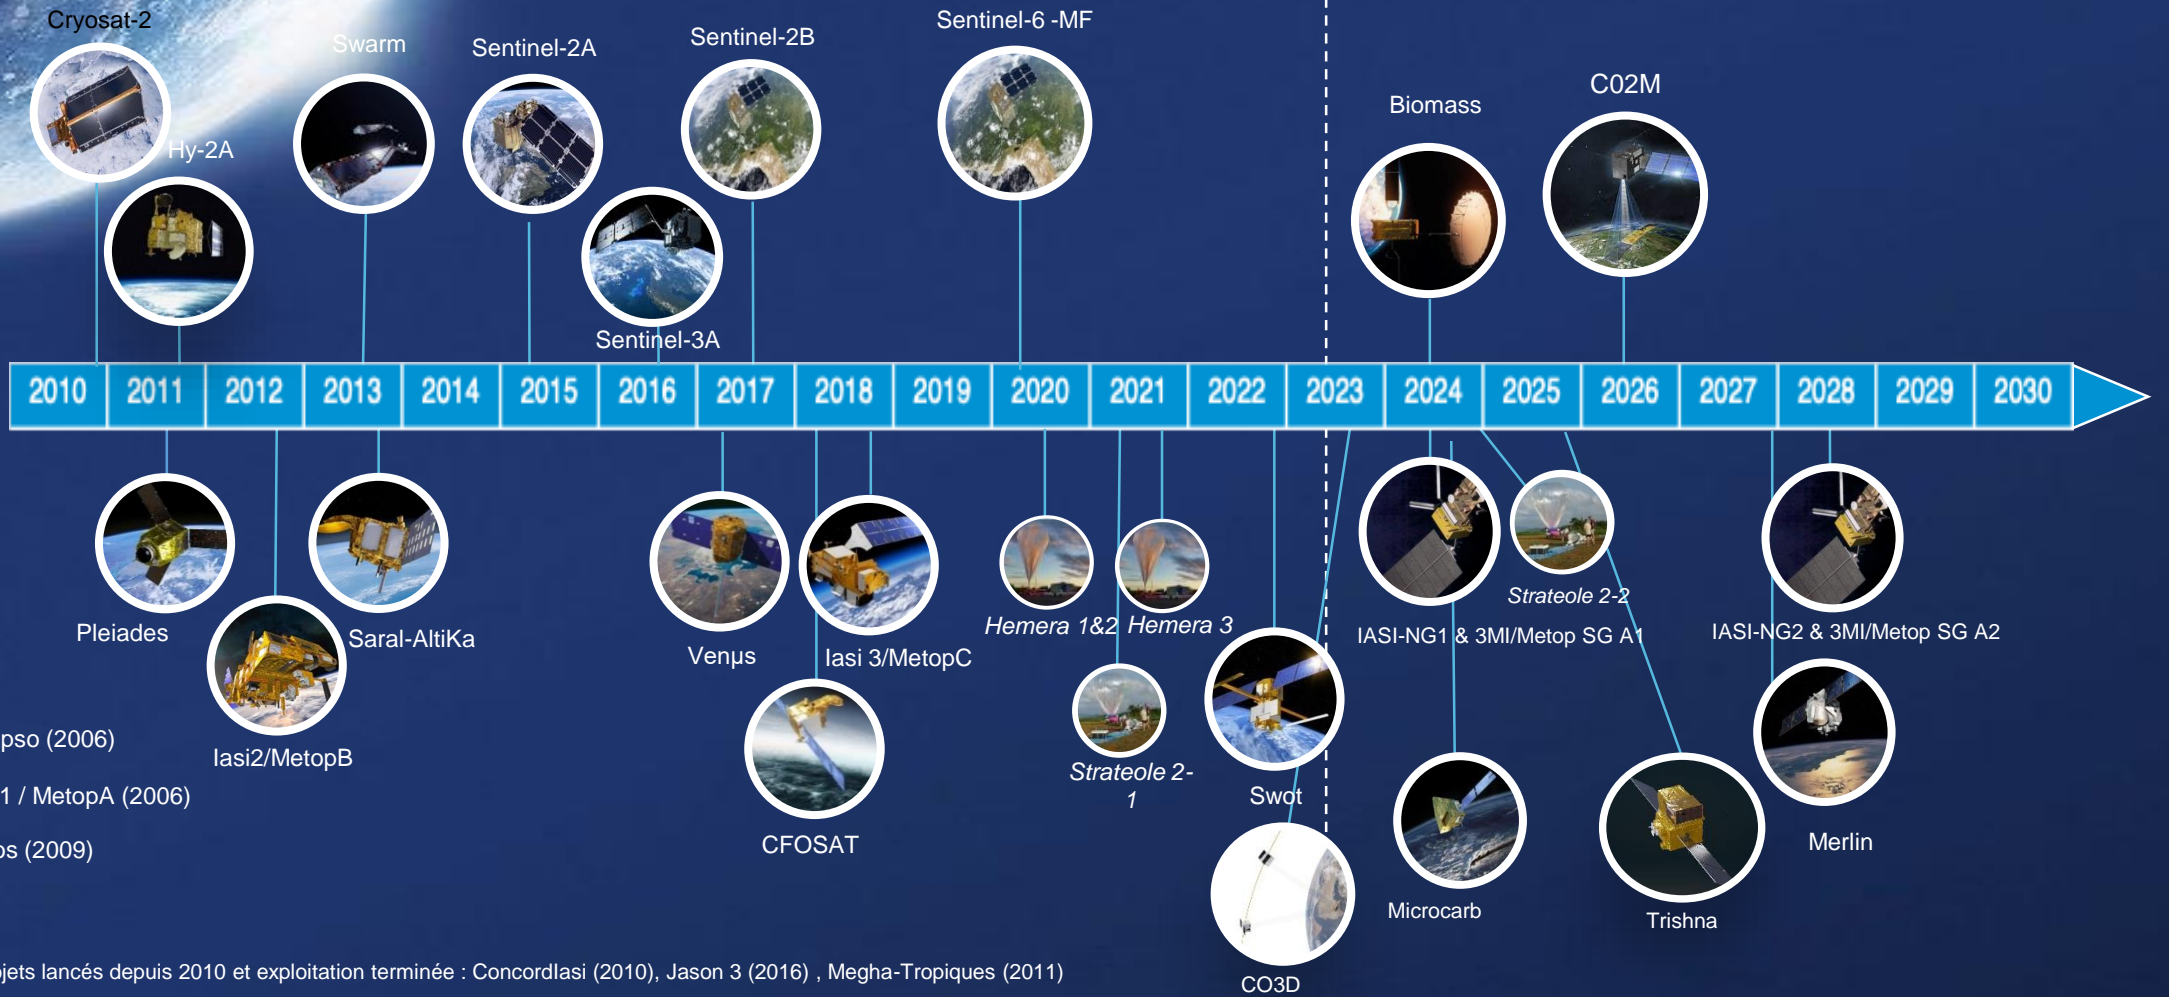 Cryosat-2
Swarm
Sentinel-2A
Sentinel-2B
Sentinel-6 -MF
Biomass
C02M
Hy-2A
Sentinel-3A
2010 2011 2012 2013 2014 2015 2016 2017 2018 2019 2020 2021 2022 2023 2024 2025 2026 2027 2028 2029 2030
Pleiades
Saral-AltiKa
Iasi2/MetopB
Venµs
Iasi 3/MetopC
CFOSAT
Hemera 1&2
Hemera 3
Strateole 2-
1
Swot
CO3D
IASI-NG1 & 3MI/Metop SG A1
Strateole 2-2
Microcarb
Trishna
IASI-NG2 & 3MI/Metop SG A2
Merlin
pso (2006)
1 / MetopA (2006)
os (2009)
jets lancés depuis 2010 et exploitation terminée : ConcordIasi (2010), Jason 3 (2016) , Megha-Tropiques (2011)